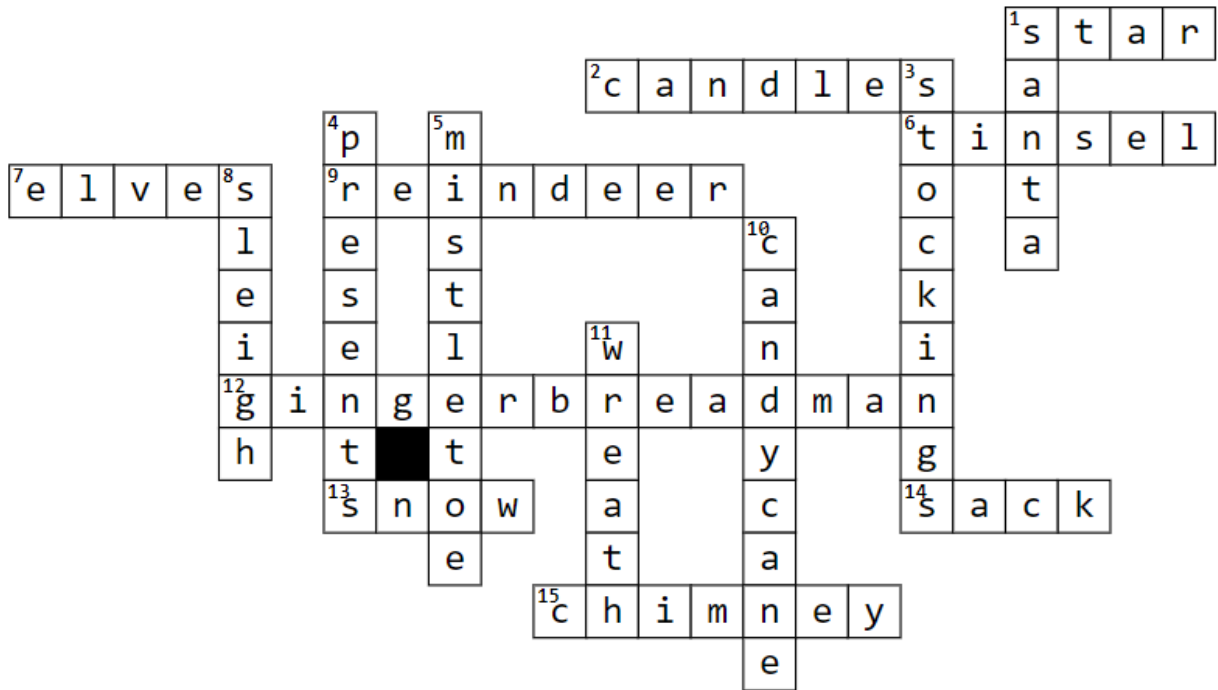 1 s t a r
2 c a n d l e 3 s a
4 p 5 m 6 t i n s e l
7 e l v e 8 s 9 r e i n d e e r o t
l e s 10 c c a
e s t a k
i e l 11 w n i
12 g i n g e r b r e a d m a n
h t t e y g
13 s n o w a c 14 s a c k
e t a
15 c h i m n e y
e